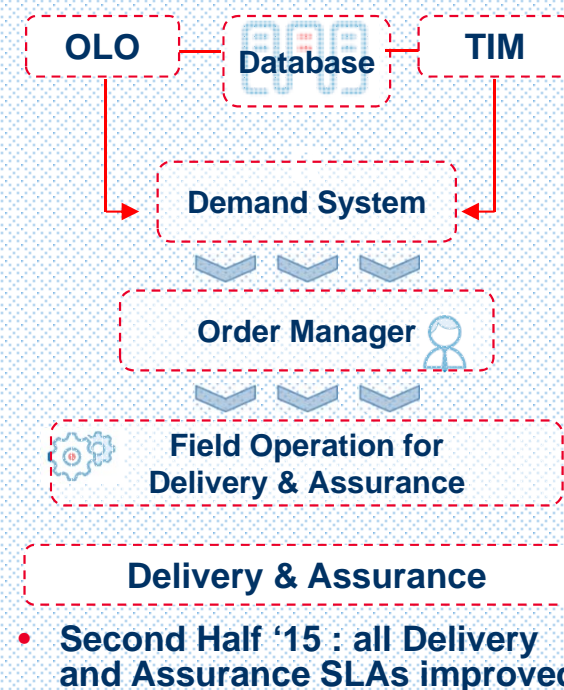 OLO
Database
TIM
Demand System
Order Manager
Field Operation for
Delivery & Assurance
Delivery & Assurance
• Second Half ‘15 : all Delivery
and Assurance SLAs improved